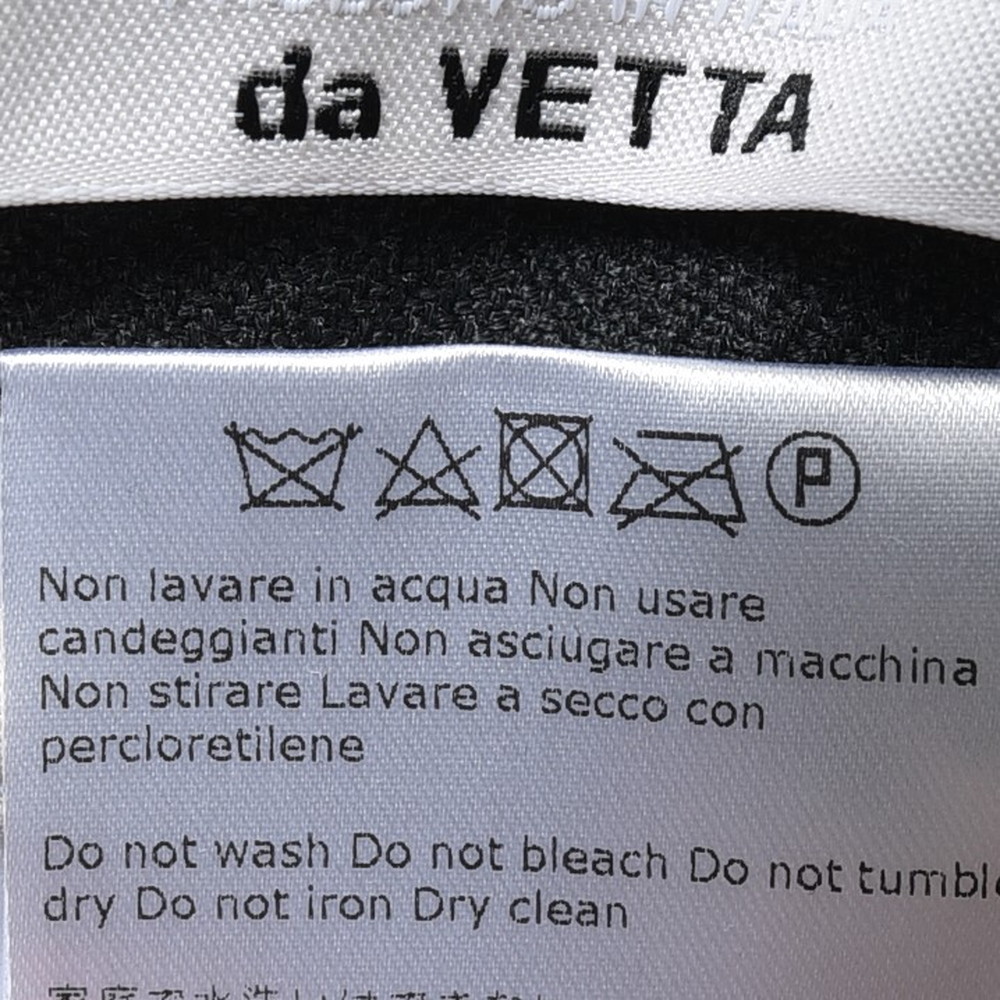 da VETTA
P
Non lavare in acqua Non usare
candeggianti Non asciugare a macchina
Non stirare Lavare a secco con
percloretilene
Do not wash Do not bleach Do not tumble
dry Do not iron Dry clean